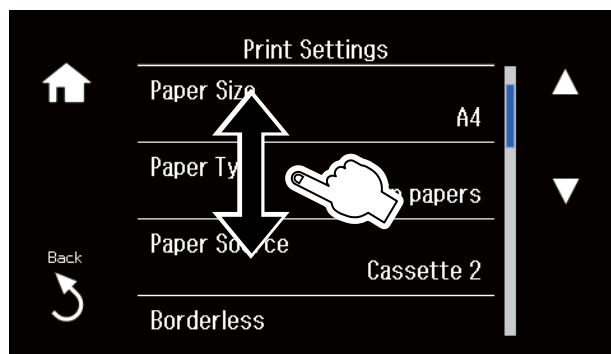 Print Settings
Paper Size
A4
Paper
papers
Paper
Cassette 2
Back
Borderless